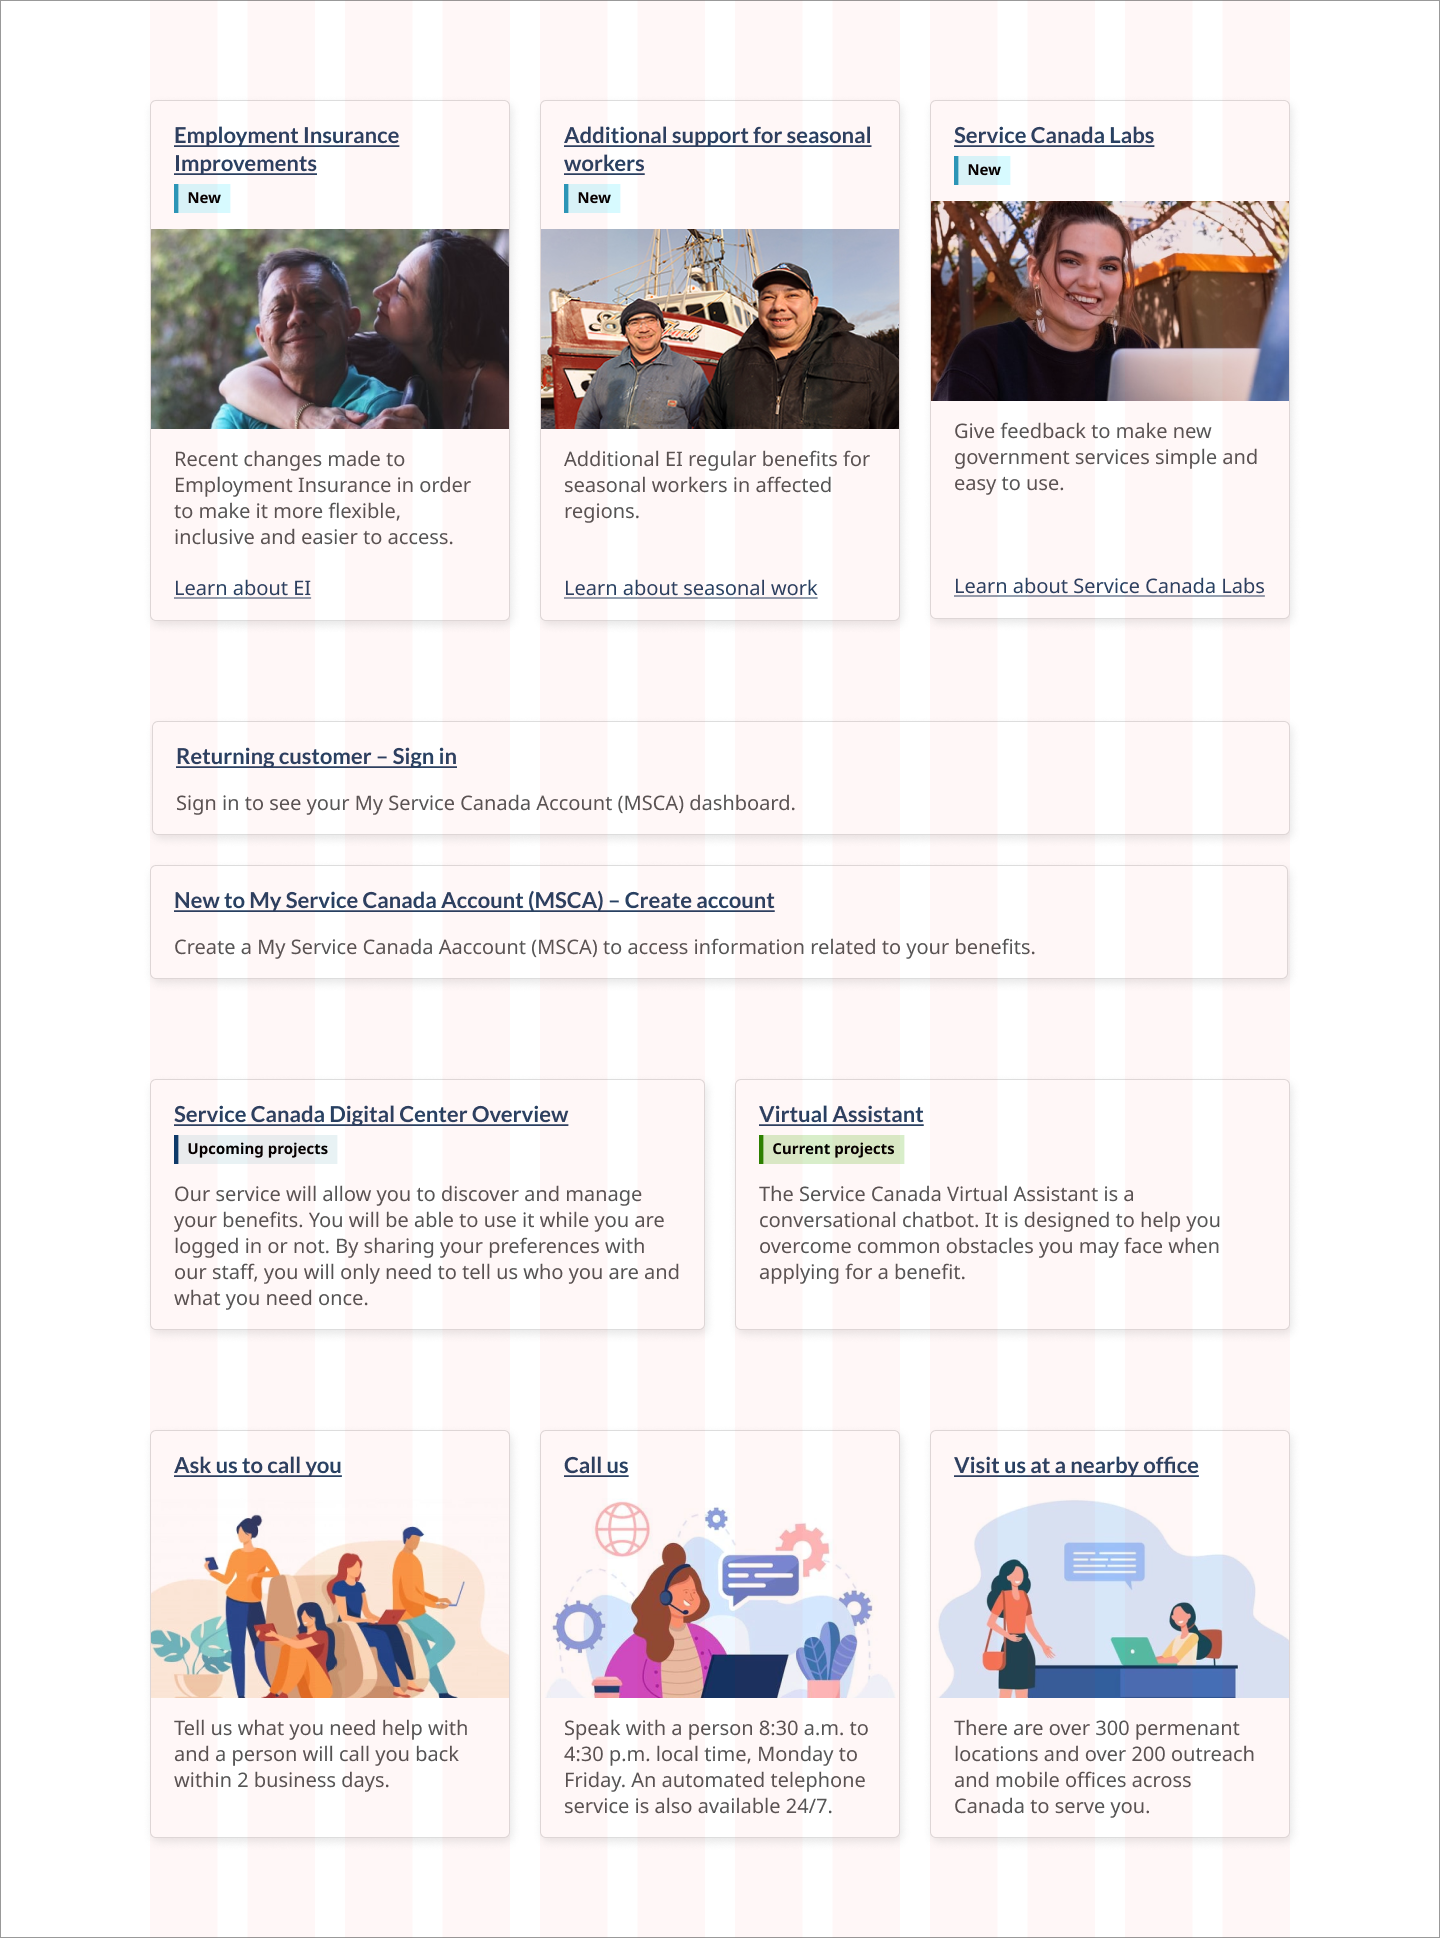 Employment Insurance
Improvements
New
Recent changes made to
Employment Insurance in order
to make it more flexible,
inclusive and easier to access.
Learn about EI
Additional support for seasonal
workers
New
Additional EI regular benefits for
seasonal workers in affected
regions.
Learn about seasonal work
Service Canada Labs
New
Give feedback to make new
government services simple and
easy to use.
Learn about Service Canada Labs
Returning customer – Sign in
Sign in to see your My Service Canada Account (MSCA) dashboard.
New to My Service Canada Account (MSCA) – Create account
Create a My Service Canada Aaccount (MSCA) to access information related to your benefits.
Service Canada Digital Center Overview
Upcoming projects
Our service will allow you to discover and manage
your benefits. You will be able to use it while you are
logged in or not. By sharing your preferences with
our staff, you will only need to tell us who you are and
what you need once.
Virtual Assistant
Current projects
The Service Canada Virtual Assistant is a
conversational chatbot. It is designed to help you
overcome common obstacles you may face when
applying for a benefit.
Ask us to call you
Tell us what you need help with
and a person will call you back
within 2 business days.
Call us
Speak with a person 8:30 a.m. to
4:30 p.m. local time, Monday to
Friday. An automated telephone
service is also available 24/7.
Visit us at a nearby office
There are over 300 permenant
locations and over 200 outreach
and mobile offices across
Canada to serve you.